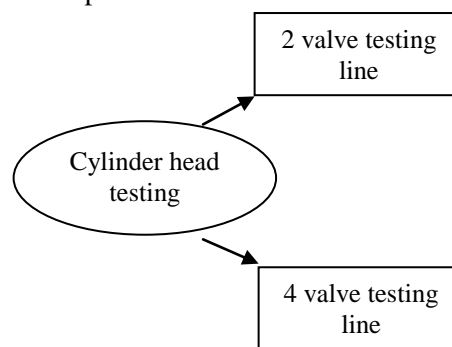 2 valve testing
line
Cylinder head
testing
4 valve testing
line